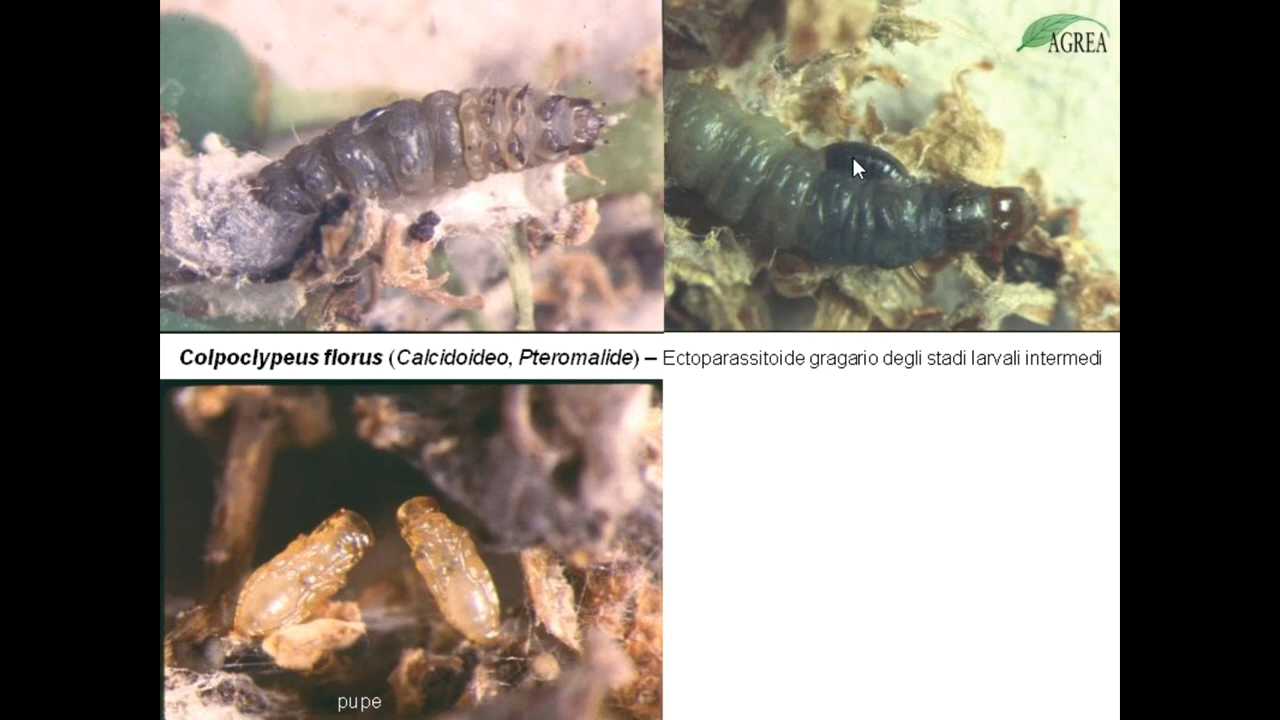 AGREA
Colpoclypeus florus (Calcidoideo, Pteromalide) – Ectoparassitoide gragario degli stadi larvali intermedi
pupe